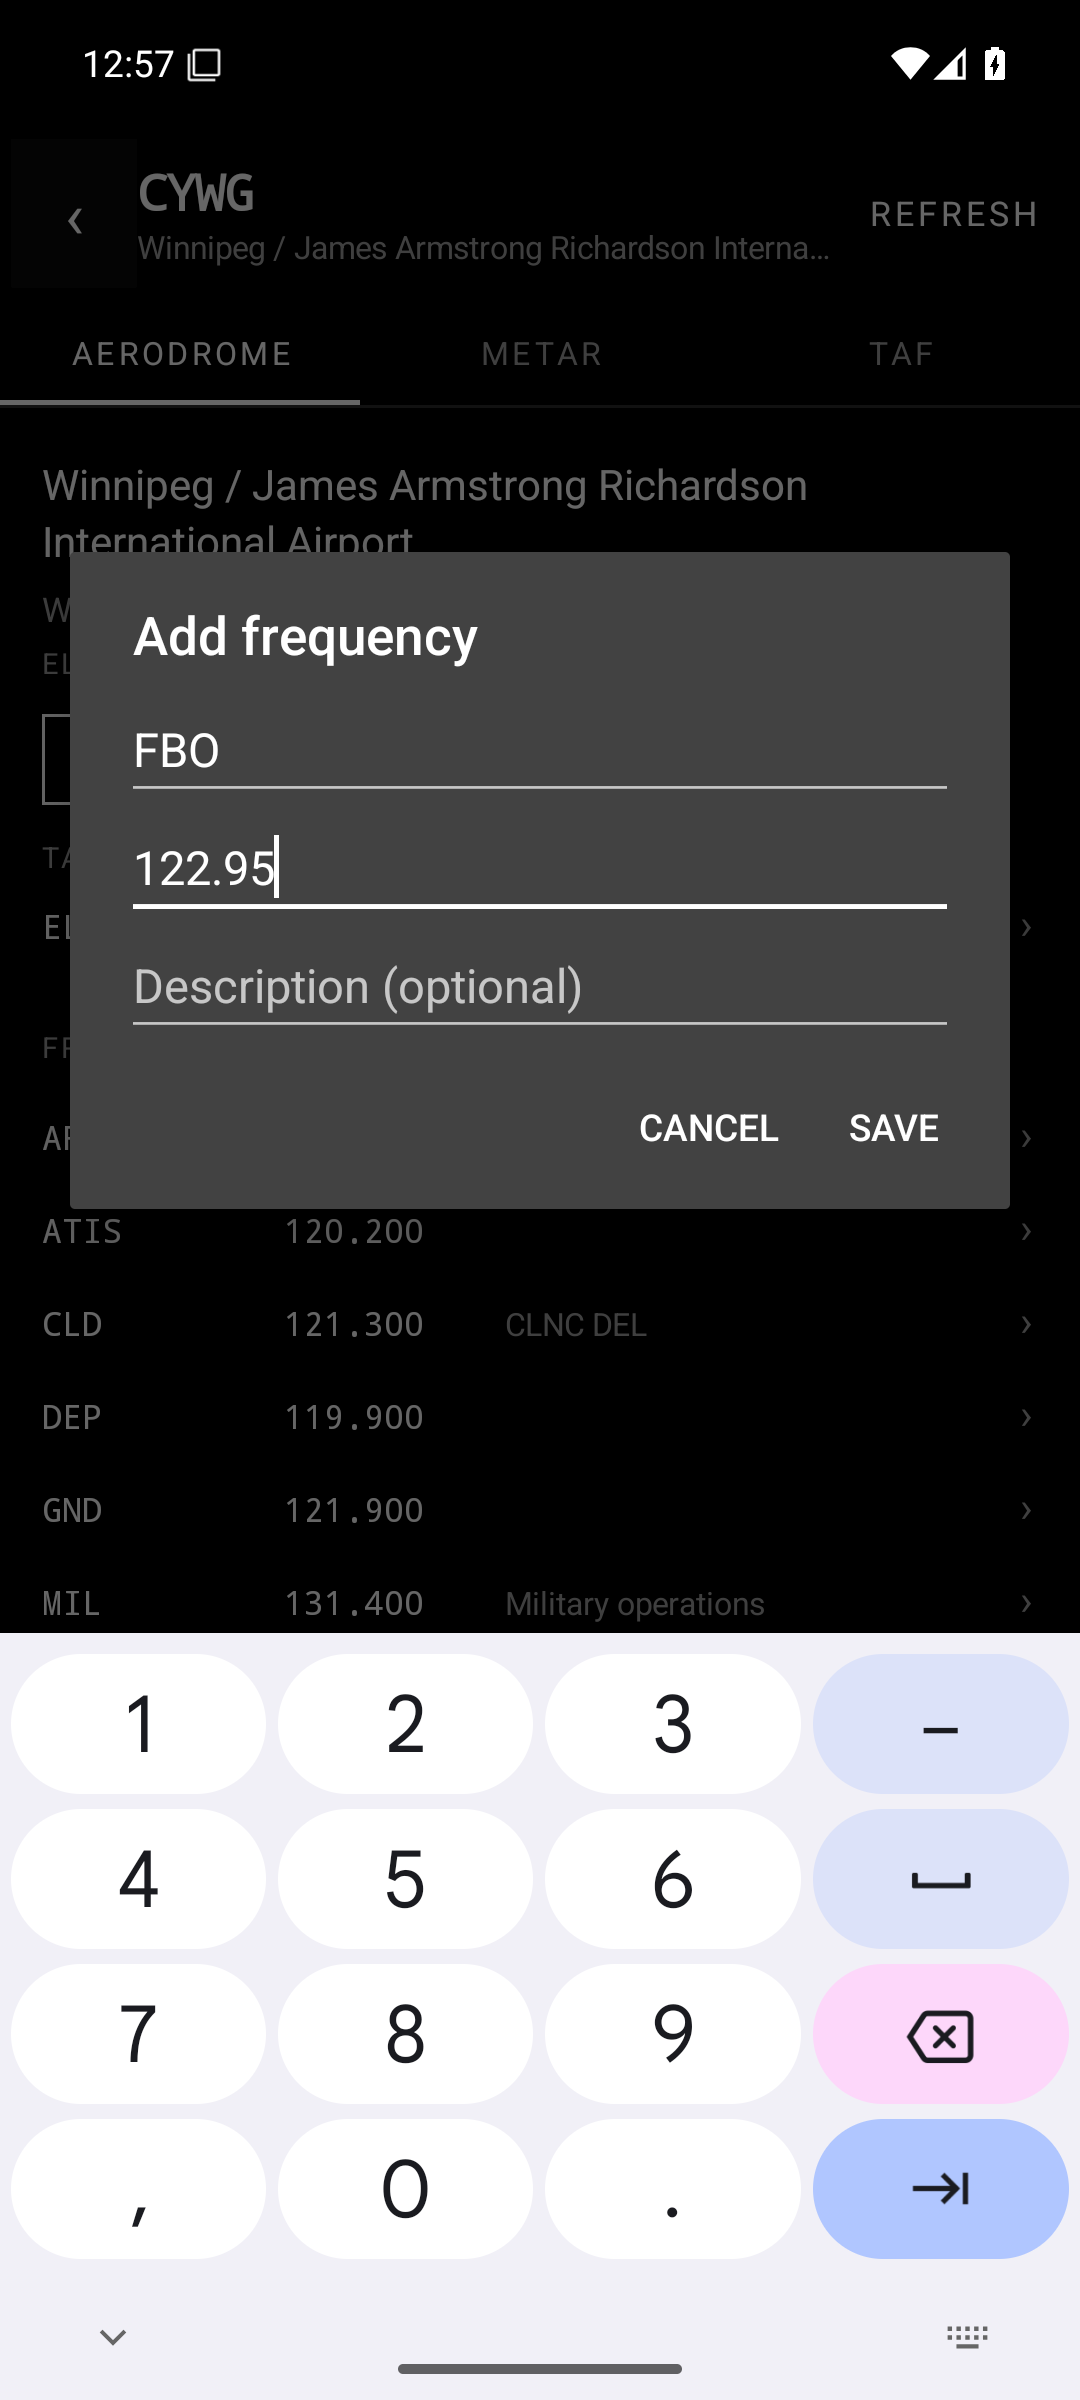 12:57
‹
CYWG
REFRESH
Winnipeg / James Armstrong Richardson Interna…
AERODROME
METAR
TAF
Winnipeg / James Armstrong Richardson
International Airport
Add frequency
FBO
122.95
Description (optional)
CANCEL
SAVE
ATIS 120.200 ›
CLD 121.300 CLNC DEL ›
DEP 119.900 ›
GND 121.900 ›
MIL 131.400 Military operations ›
1 2 3 –
4 5 6
7 8 9
, 0 .